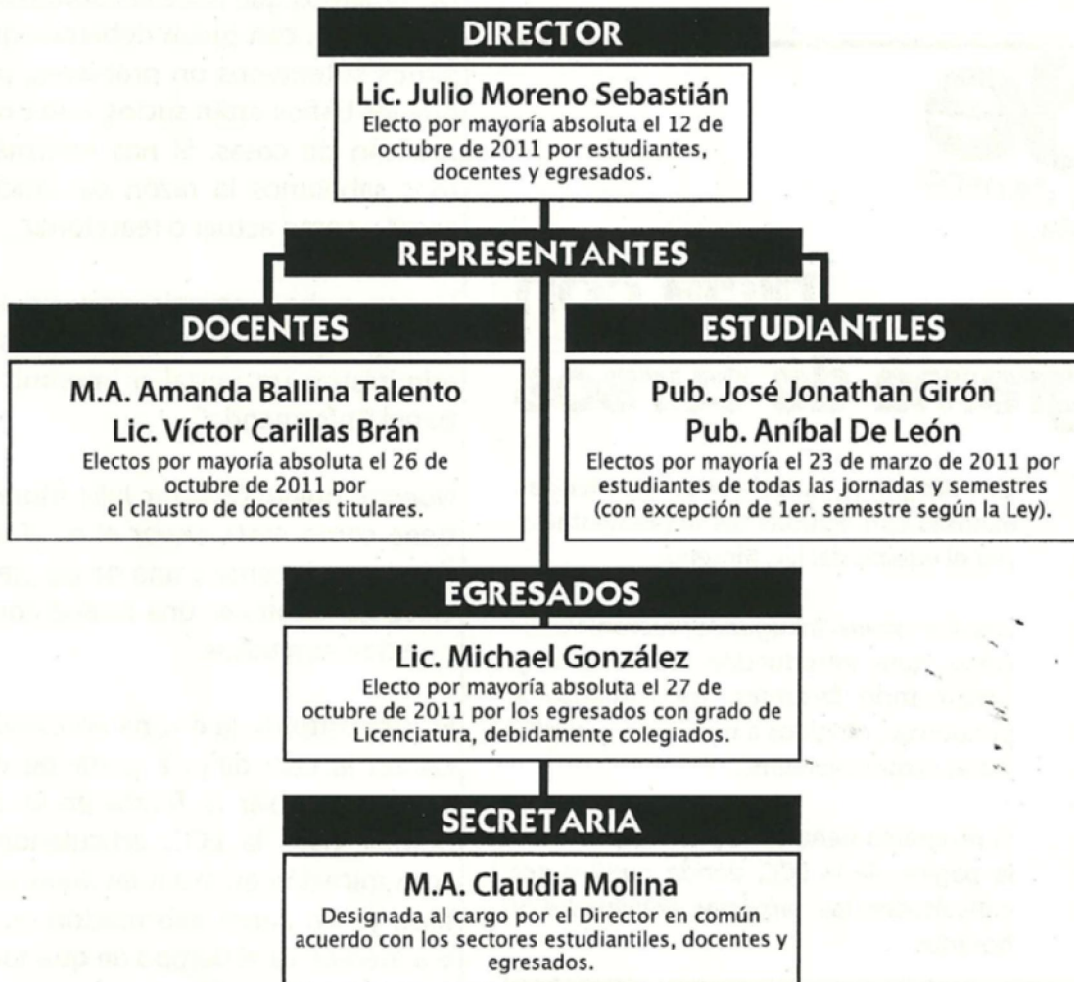 DIRECTOR
Lic. Julio Moreno Sebastián
Electo por mayoría absoluta el 12 de
octubre de 2011 por estudiantes,
docentes y egresados.
REPRESENTANTES
DOCENTES
M.A. Amanda Ballina Talento
Lic. Víctor Carillas Brán
Electos por mayoría absoluta el 26 de
octubre de 2011 por
el claustro de docentes titulares.
ESTUDIANTILES
Pub. José Jonathan Girón
Pub. Aníbal De León
Electos por mayoría el 23 de marzo de 2011 por
estudiantes de todas las jornadas y semestres
(con excepción de 1er. semestre según la Ley).
EGRESADOS
Lic. Michael González
Electo por mayoría absoluta el 27 de
octubre de 2011 por los egresados con grado de
Licenciatura, debidamente colegiados.
SECRETARIA
M.A. Claudia Molina
Designada al cargo por el Director en común
acuerdo con los sectores estudiantiles, docentes y
egresados.